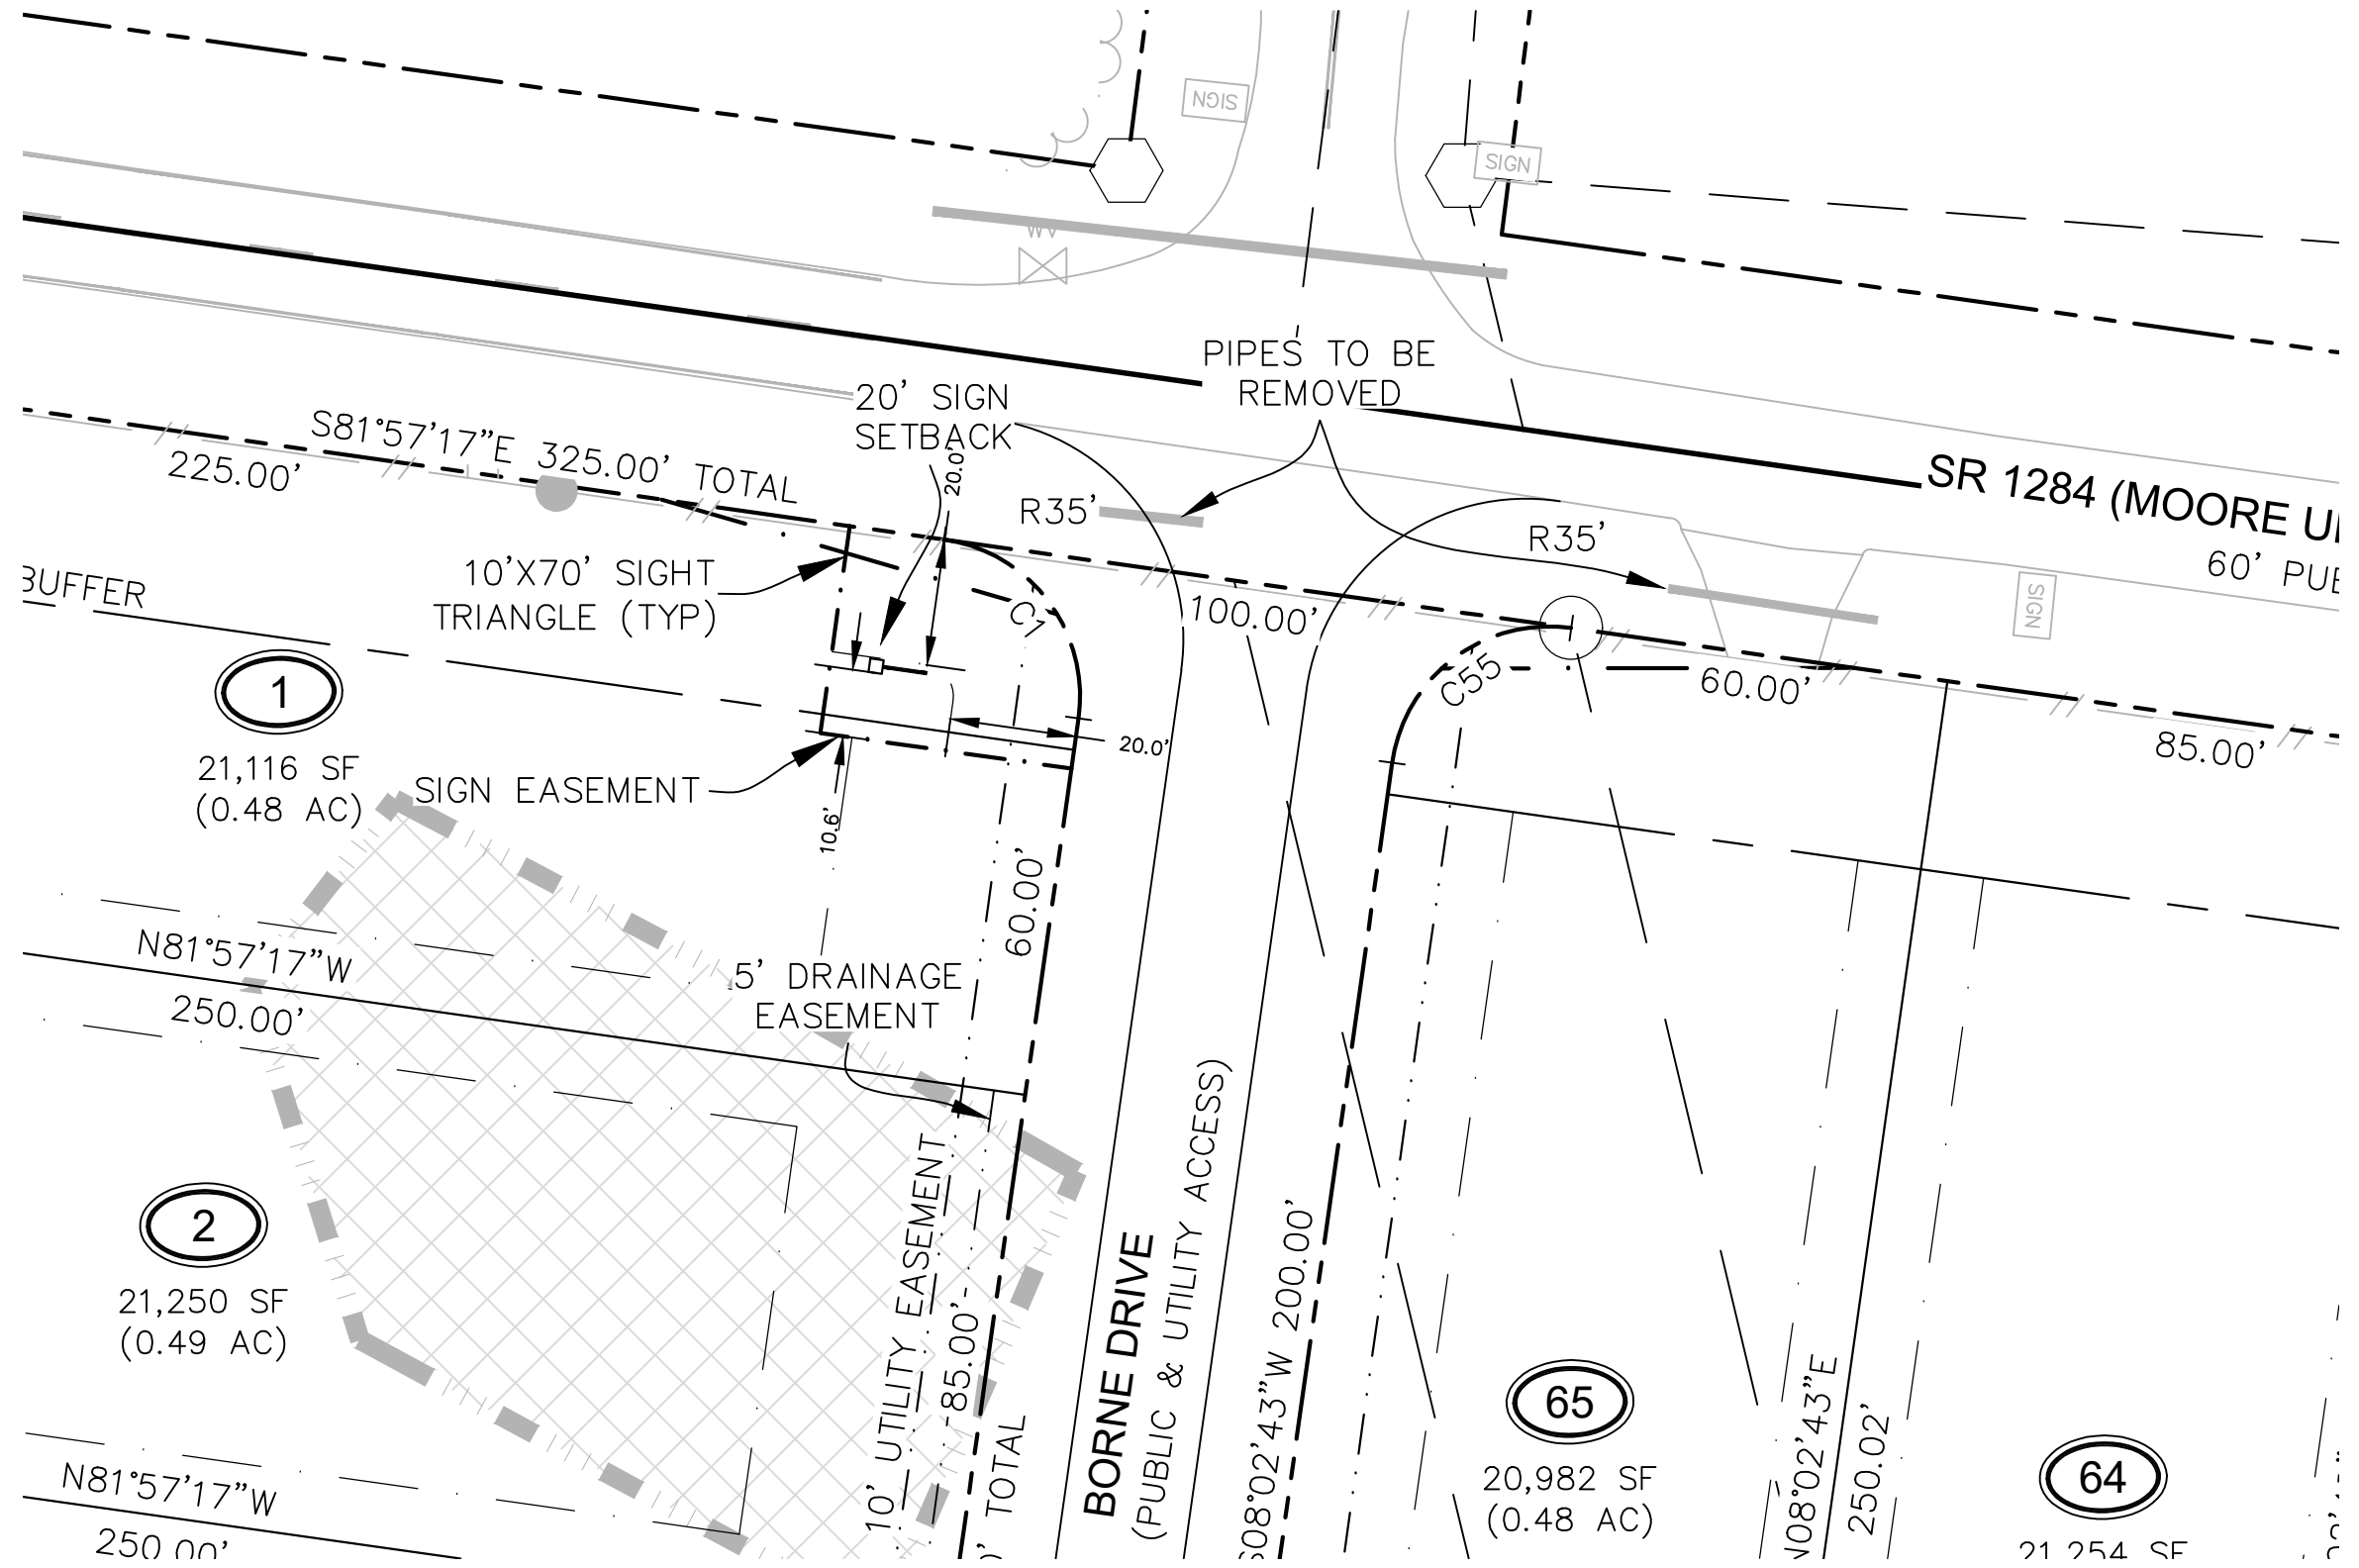 SIGN
SIGN
WV
PIPES TO BE
REMOVED
20' SIGN
SETBACK
20.0'
S81°57'17"E 325.00' TOTAL
225.00'
R35'
R35'
SR 1284 (MOORE
60'
10'X70' SIGHT
TRIANGLE (TYP)
BUFFER
C1
100.00'
C55
60.00'
SIGN
85.00'
1
21,116 SF
(0.48 AC)
20.0'
SIGN EASEMENT
10.6'
60.00'
N81°57'17"W
250.00'
5' DRAINAGE
EASEMENT
2
21,250 SF
(0.49 AC)
10' UTILITY EASEMENT
85.00'
TOTAL
BORNE DRIVE
(PUBLIC & UTILITY ACCESS)
S08°02'43"W 200.00'
65
20,982 SF
(0.48 AC)
N08°02'43"E
250.02'
64
21,254 SF
N81°57'17"W
250.00'